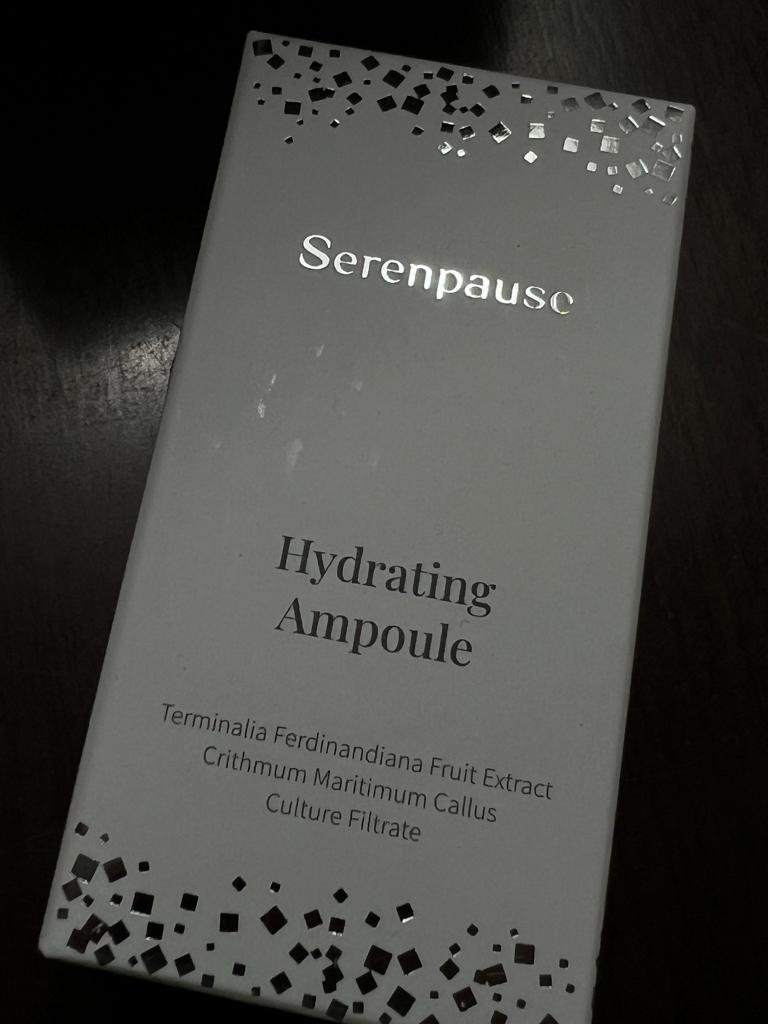 Serenpause
Hydrating
Ampoule
Terminalia Ferdinandiana Fruit Extract
Crithmum Maritimum Callus
Culture Filtrate